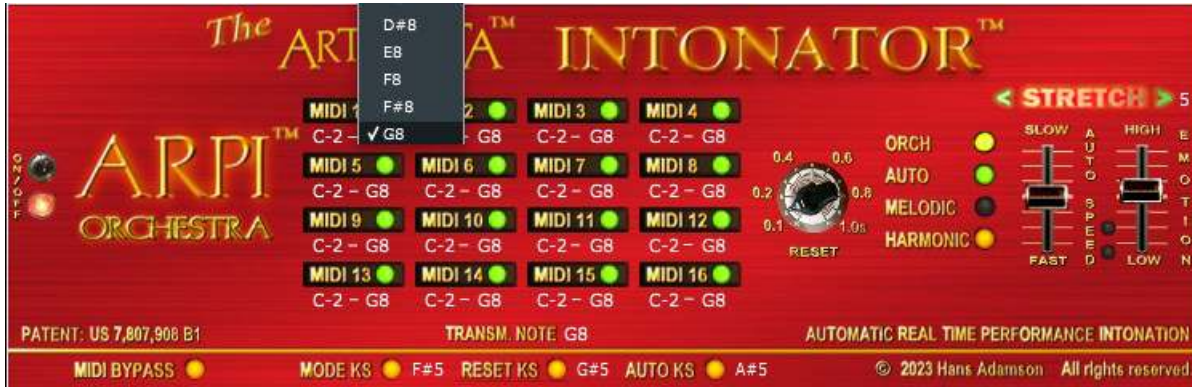 The ART A™ INTONATOR™
D#8
E8
F8
F#8
✓ G8
< STRETCH > 5
MIDI 1 2 MIDI 3 MIDI 4
C-2 – – G8 C-2 – G8 C-2 – G8
ARPI™
ORCHESTRA
ON/OFF
MIDI 5 MIDI 6 MIDI 7 MIDI 8
C-2 – G8 C-2 – G8 C-2 – G8 C-2 – G8
MIDI 9 MIDI 10 MIDI 11 MIDI 12
C-2 – G8 C-2 – G8 C-2 – G8 C-2 – G8
MIDI 13 MIDI 14 MIDI 15 MIDI 16
C-2 – G8 C-2 – G8 C-2 – G8 C-2 – G8
0.4 0.6
0.2 0.8
0.1 1.0s
RESET
ORCH
AUTO
MELODIC
HARMONIC
SLOW
FAST
AUTO SPEED
HIGH
LOW
EMOTION
PATENT: US 7,807,908 B1
TRANSM. NOTE G8
AUTOMATIC REAL TIME PERFORMANCE INTONATION
MIDI BYPASS MODE KS F#5 RESET KS G#5 AUTO KS A#5
© 2023 Hans Adamson All rights reserved